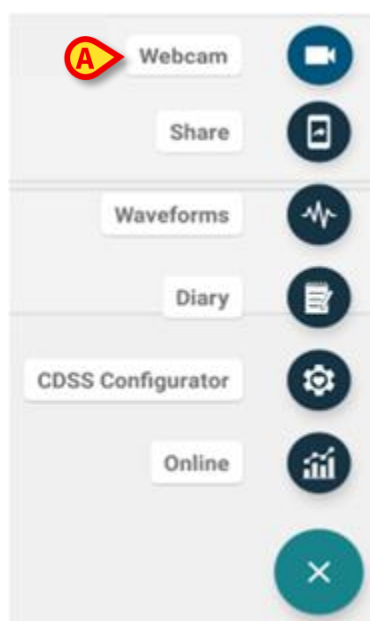 A Webcam
Share
Waveforms
Diary
CDSS Configurator
Online